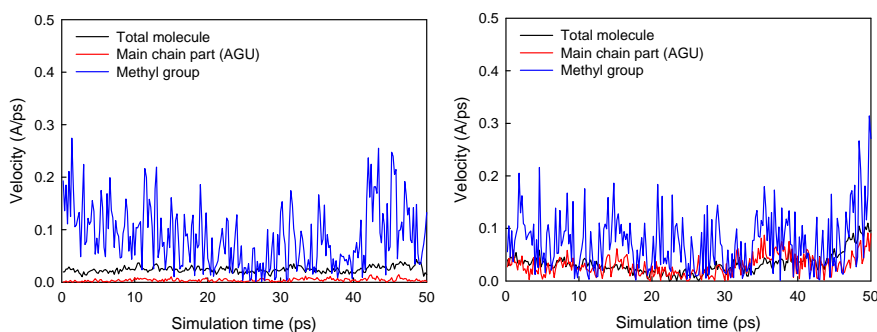 0.5
0.4
0.3
0.2
0.1
0.0
Velocity (A/ps)
Total molecule
Main chain part (AGU)
Methyl group
0 10 20 30 40 50
Simulation time (ps)
0.5
0.4
0.3
0.2
0.1
0.0
Velocity (A/ps)
Total molecule
Main chain part (AGU)
Methyl group
0 10 20 30 40 50
Simulation time (ps)